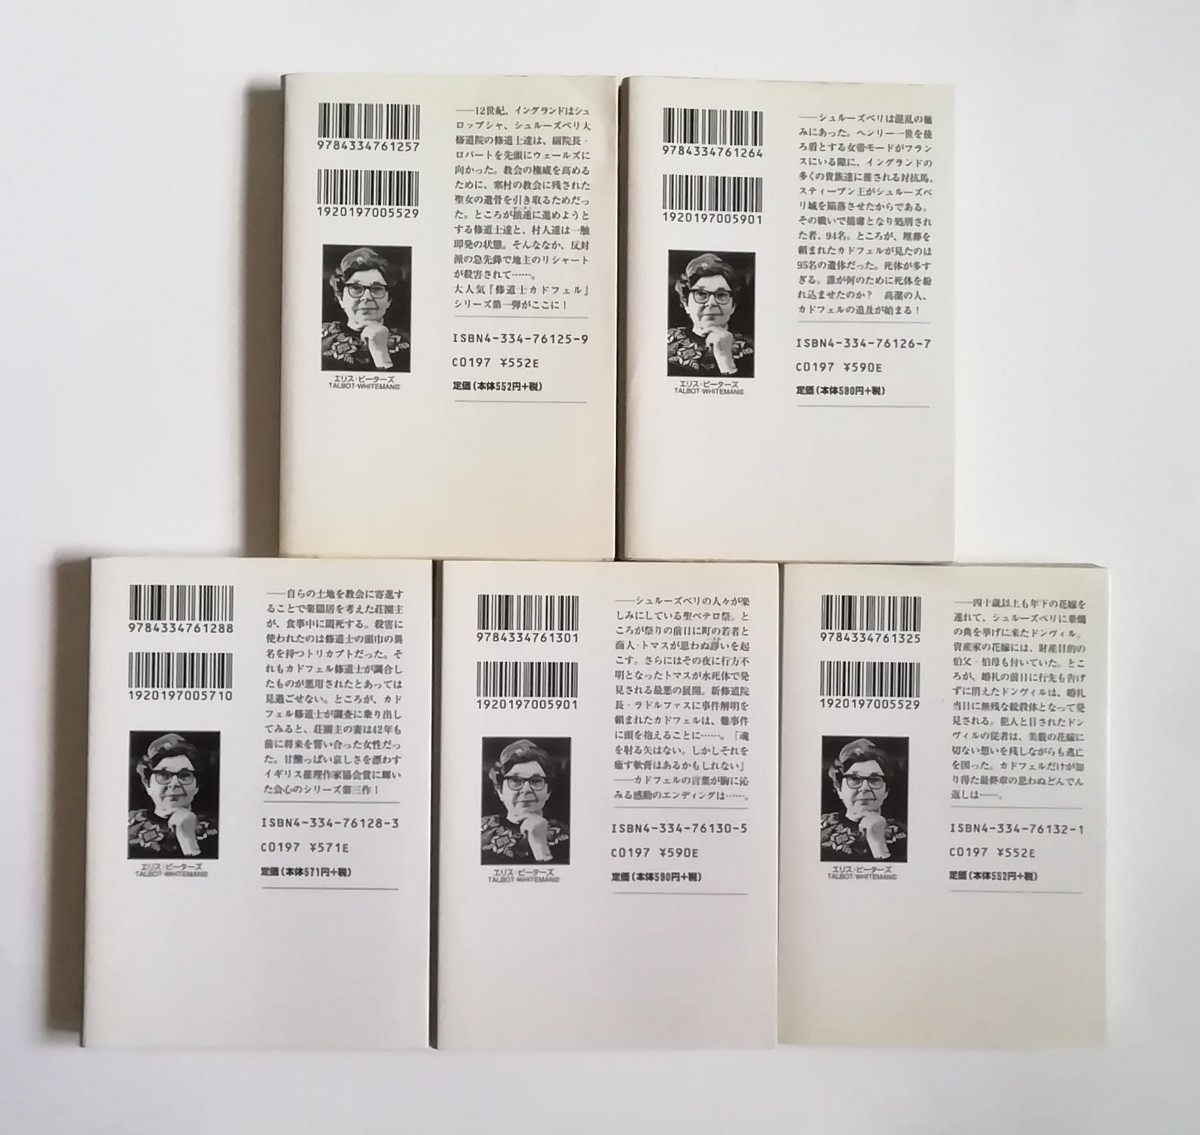 9784334761257
1920197005529
エリス・ピーターズ
TALBOT-WHITEMAN©
――12世紀、イングランドはシュ
ロップシャ、シュルーズベリ大
修道院の修道士達は、副院長・
ロバートを先頭にウェールズに
向かった。教会の権威を高める
ために、寒村の教会に残された
聖女の遺骨を引き取るためだっ
た。ところが強速に進めようと
する修道士達と、村人達は一触
即発の状態。そんななか、反対
派の急先鋒で地主のリシャート
が殺害されて……。
大人気『修道士カドフェル』
シリーズ第一弾がここに!
ISBN4-334-76125-9
C0197 ¥552E
定価(本体552円+税)
9784334761264
1920197005901
エリス・ピーターズ
TALBOT-WHITEMAN©
――シュルーズベリは混乱の極
みにあった。ヘンリー一世を後
ろ盾とする女帝モードがフラン
スにいる隙に、イングランドの
多くの貴族達に推される対抗馬、
スティーブン王がシュルーズベ
リ城を陥落させたからである。
その戦いで捕虜となり処刑され
た者、94名。ところが、埋葬を
頼まれたカドフェルが見たのは
95名の遺体だった。死体が多す
ぎる。誰が何のために死体を紛
れ込ませたのか? 高潔の人、
カドフェルの追及が始まる!
ISBN4-334-76126-7
C0197 ¥590E
定価(本体590円+税)
9784334761288
1920197005710
エリス・ピーターズ
TALBOT-WHITEMAN©
――自らの土地を教会に寄進す
ることで楽隠居を考えた荘園主
が、食事中に悶死する。殺害に
使われたのは修道士の頭巾の異
名を持つトリカブトだった。そ
れもカドフェル修道士が調合し
たものが悪用されたとあっては
見過ごせない。ところが、カド
フェル修道士が調査に乗り出し
てみると、荘園主の妻は42年も
前に将来を誓い合った女性だっ
た。甘酸っぱい哀しさを漂わす
イギリス推理作家協会賞に輝い
た会心のシリーズ第三作!
ISBN4-334-76128-3
C0197 ¥571E
定価(本体571円+税)
9784334761301
1920197005901
エリス・ピーターズ
TALBOT-WHITEMAN©
――シュルーズベリの人々が楽
しみにしている聖ペテロ祭。と
ころが祭りの前日に町の若者と
商人・トマスが思わぬ諍いを起
こす。さらにはその夜に行方不
明となったトマスが水死体で発
見される最悪の展開。新修道院
長・ラドルファスに事件解明を
頼まれたカドフェルは、難事件
に頭を抱えることに……。「魂
を射る矢はない。しかしそれを
癒す軟膏はあるかもしれない」
――カドフェルの言葉が胸に沁
みる感動のエンディングは……。
ISBN4-334-76130-5
C0197 ¥590E
定価(本体590円+税)
9784334761325
1920197005529
エリス・ピーターズ
TALBOT-WHITEMAN©
――四十歳以上も年下の花嫁を
連れて、シュルーズベリに華燭
の典を挙げに来たドンヴィル。
資産家の花嫁には、財産目的の
伯父・伯母も付いていた。とこ
ろが、婚礼の前日に行先も告げ
ずに消えたドンヴィルは、婚礼
当日に無残な絞殺体となって発
見される。犯人と目されたドン
ヴィルの従者は、美貌の花嫁に
切ない想いを残しながらも逃亡
を図った。カドフェルだけが知
り得た最終章の思わぬどんでん
返しは……。
ISBN4-334-76132-1
C0197 ¥552E
定価(本体552円+税)